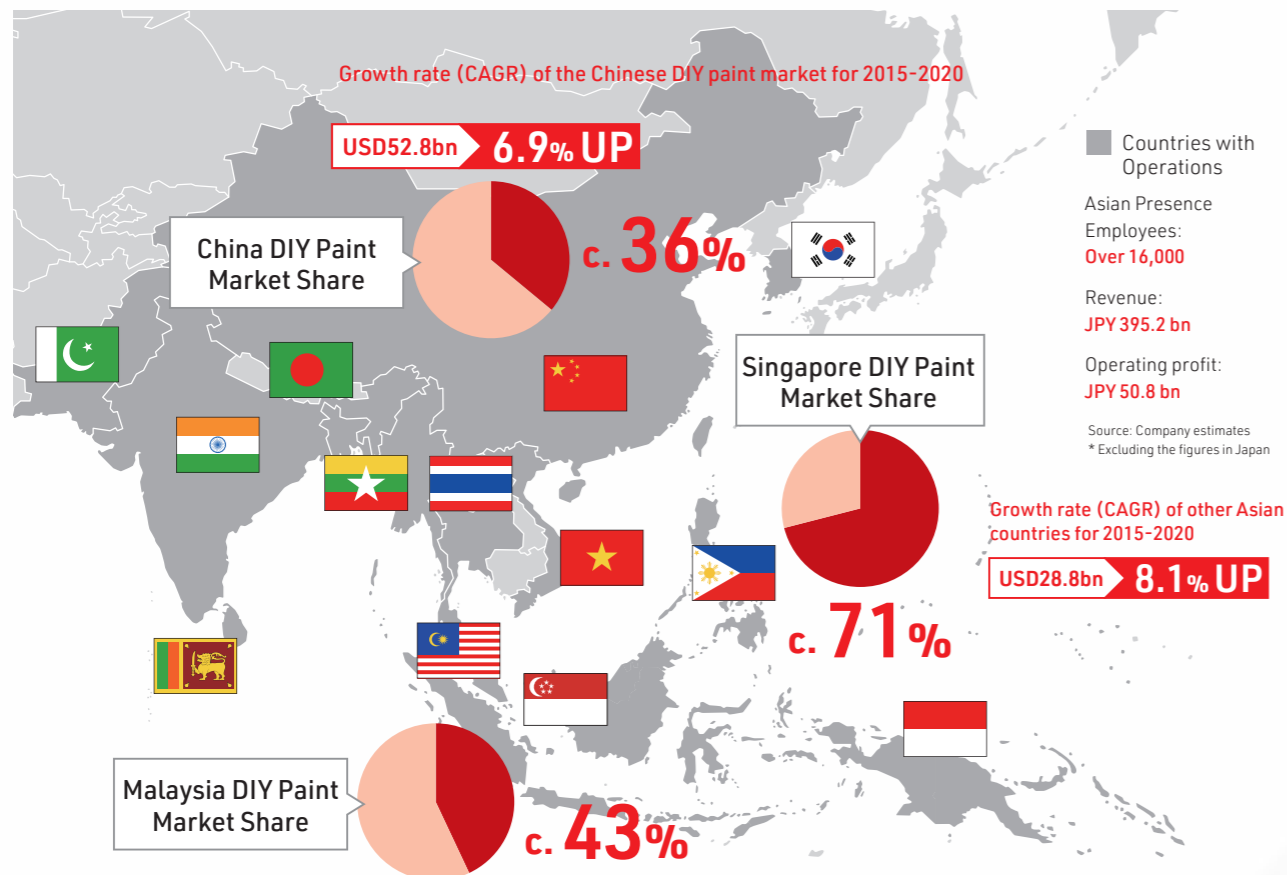 Growth rate (CAGR) of the Chinese DIY paint market for 2015-2020
USD52.8bn 6.9% UP
China DIY Paint
Market Share
c. 36%
Countries with
Operations
Asian Presence
Employees:
Over 16,000
Revenue:
JPY 395.2 bn
Operating profit:
JPY 50.8 bn
Source: Company estimates
* Excluding the figures in Japan
Singapore DIY Paint
Market Share
c. 71%
Growth rate (CAGR) of other Asian
countries for 2015-2020
USD28.8bn 8.1% UP
Malaysia DIY Paint
Market Share
c. 43%